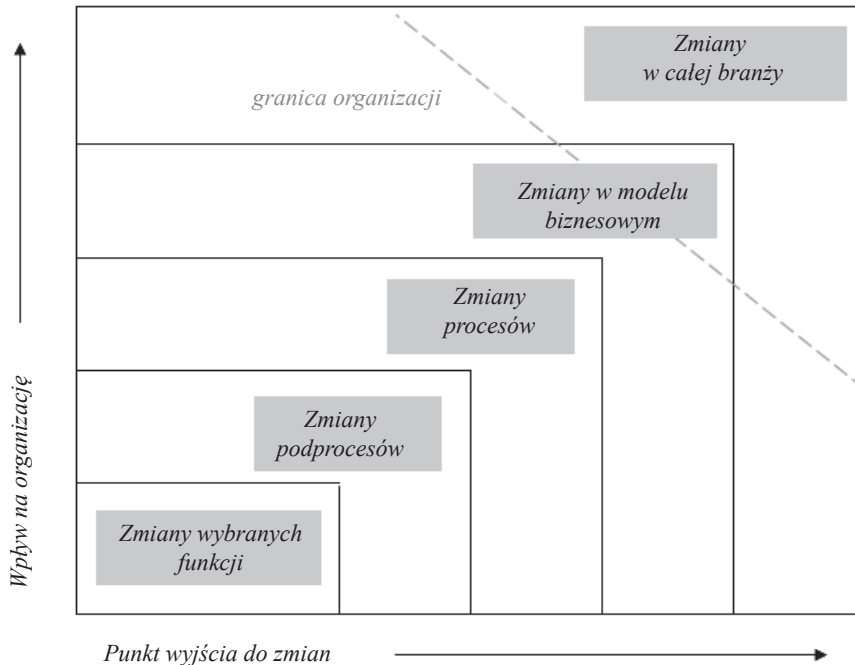 Zmiany
w całej branży
granica organizacji
Zmiany w modelu
biznesowym
Zmiany
procesów
Zmiany
podprocesów
Zmiany wybranych
funkcji
Wpływ na organizację
Punkt wyjścia do zmian